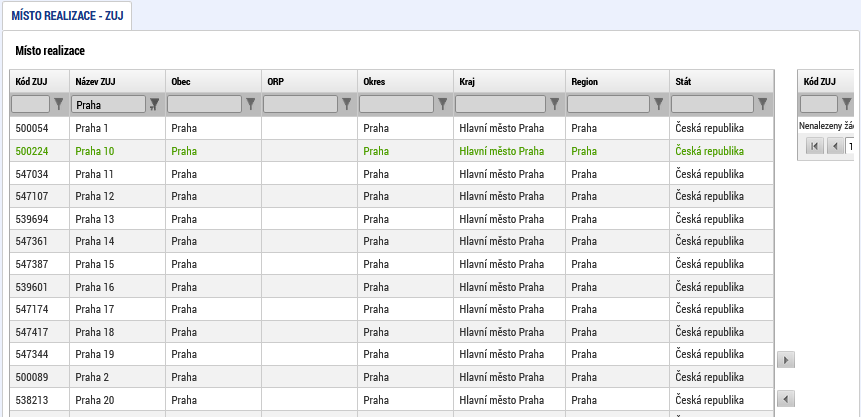 MÍSTO REALIZACE - ZUJ
Místo realizace
Kód ZUJ Název ZUJ Obec ORP Okres Kraj Region Stát Kód ZUJ
Praha
500054 Praha 1 Praha Praha Hlavní město Praha Praha Česká republika
Nenalezeny
500224 Praha 10 Praha Praha Hlavní město Praha Praha Česká republika
1
547034 Praha 11 Praha Praha Hlavní město Praha Praha Česká republika
547107 Praha 12 Praha Praha Hlavní město Praha Praha Česká republika
539694 Praha 13 Praha Praha Hlavní město Praha Praha Česká republika
547361 Praha 14 Praha Praha Hlavní město Praha Praha Česká republika
547387 Praha 15 Praha Praha Hlavní město Praha Praha Česká republika
539601 Praha 16 Praha Praha Hlavní město Praha Praha Česká republika
547174 Praha 17 Praha Praha Hlavní město Praha Praha Česká republika
547417 Praha 18 Praha Praha Hlavní město Praha Praha Česká republika
547344 Praha 19 Praha Praha Hlavní město Praha Praha Česká republika
500089 Praha 2 Praha Praha Hlavní město Praha Praha Česká republika
538213 Praha 20 Praha Praha Hlavní město Praha Praha Česká republika